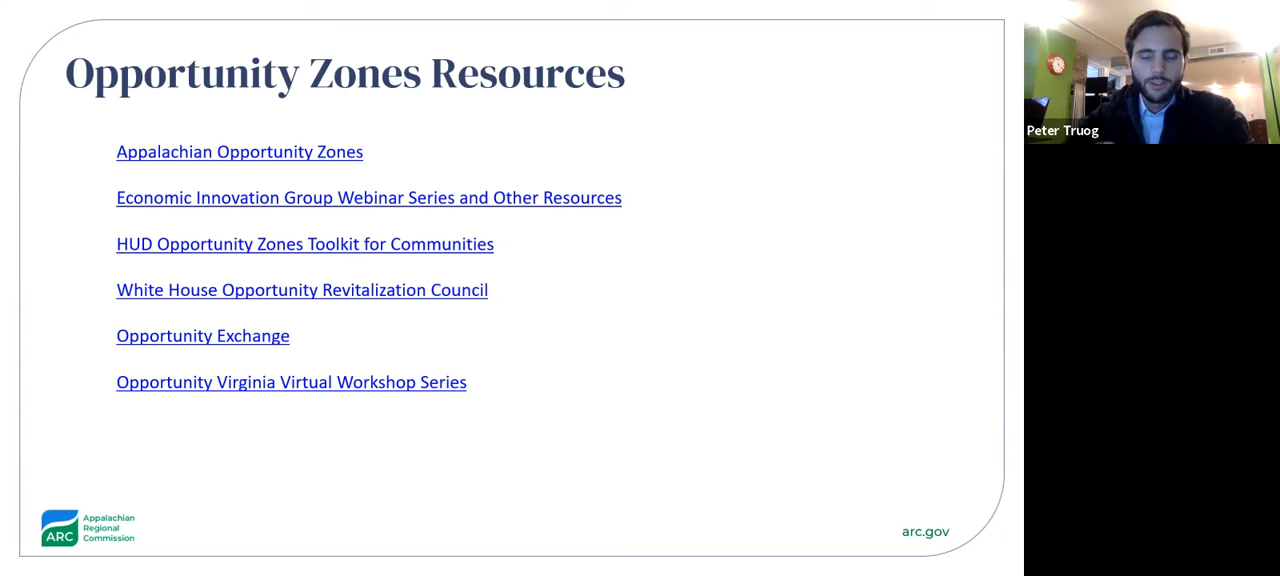 Opportunity Zones Resources
Appalachian Opportunity Zones
Economic Innovation Group Webinar Series and Other Resources
HUD Opportunity Zones Toolkit for Communities
White House Opportunity Revitalization Council
Opportunity Exchange
Opportunity Virginia Virtual Workshop Series
ARC
Appalachian
Regional
Commission
arc.gov
Peter Truog